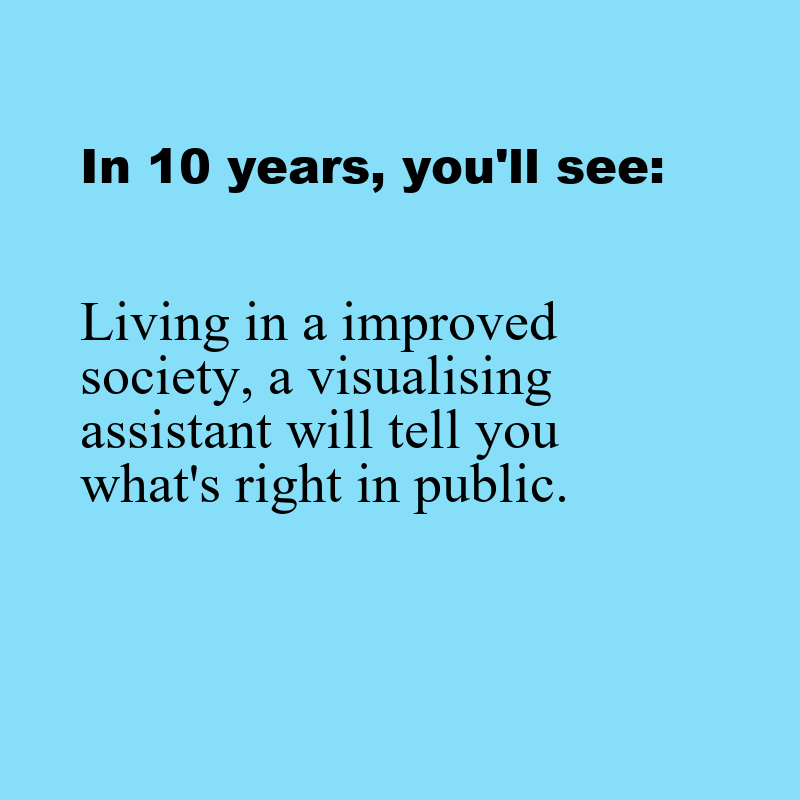 In 10 years, you'll see:
Living in a improved
society, a visualising
assistant will tell you
what's right in public.